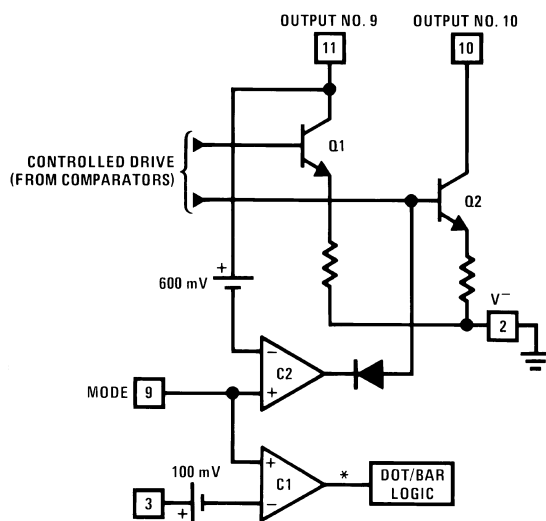 OUTPUT NO. 9
OUTPUT NO. 10
11
10
Q1
CONTROLLED DRIVE
(FROM COMPARATORS)
Q2
+
600 mV
V−
2
−
C2
+
MODE
9
100 mV
+
C1
−
*
DOT/BAR
LOGIC
3
+